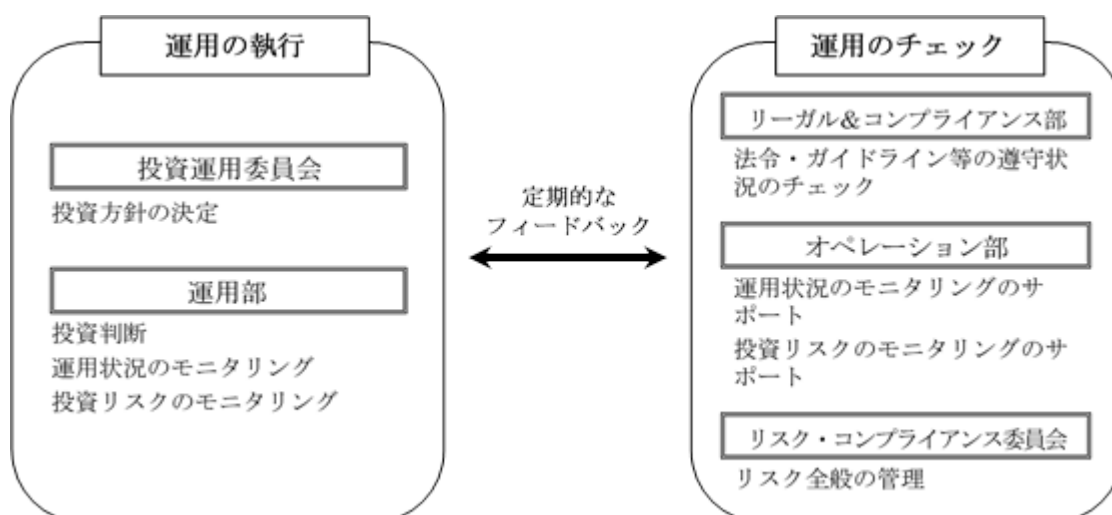 運用の執行
投資運用委員会
投資方針の決定
運用部
投資判断
運用状況のモニタリング
投資リスクのモニタリング
定期的な
フィードバック
運用のチェック
リーガル&コンプライアンス部
法令・ガイドライン等の遵守状
況のチェック
オペレーション部
運用状況のモニタリングのサ
ポート
投資リスクのモニタリングのサ
ポート
リスク・コンプライアンス委員会
リスク全般の管理